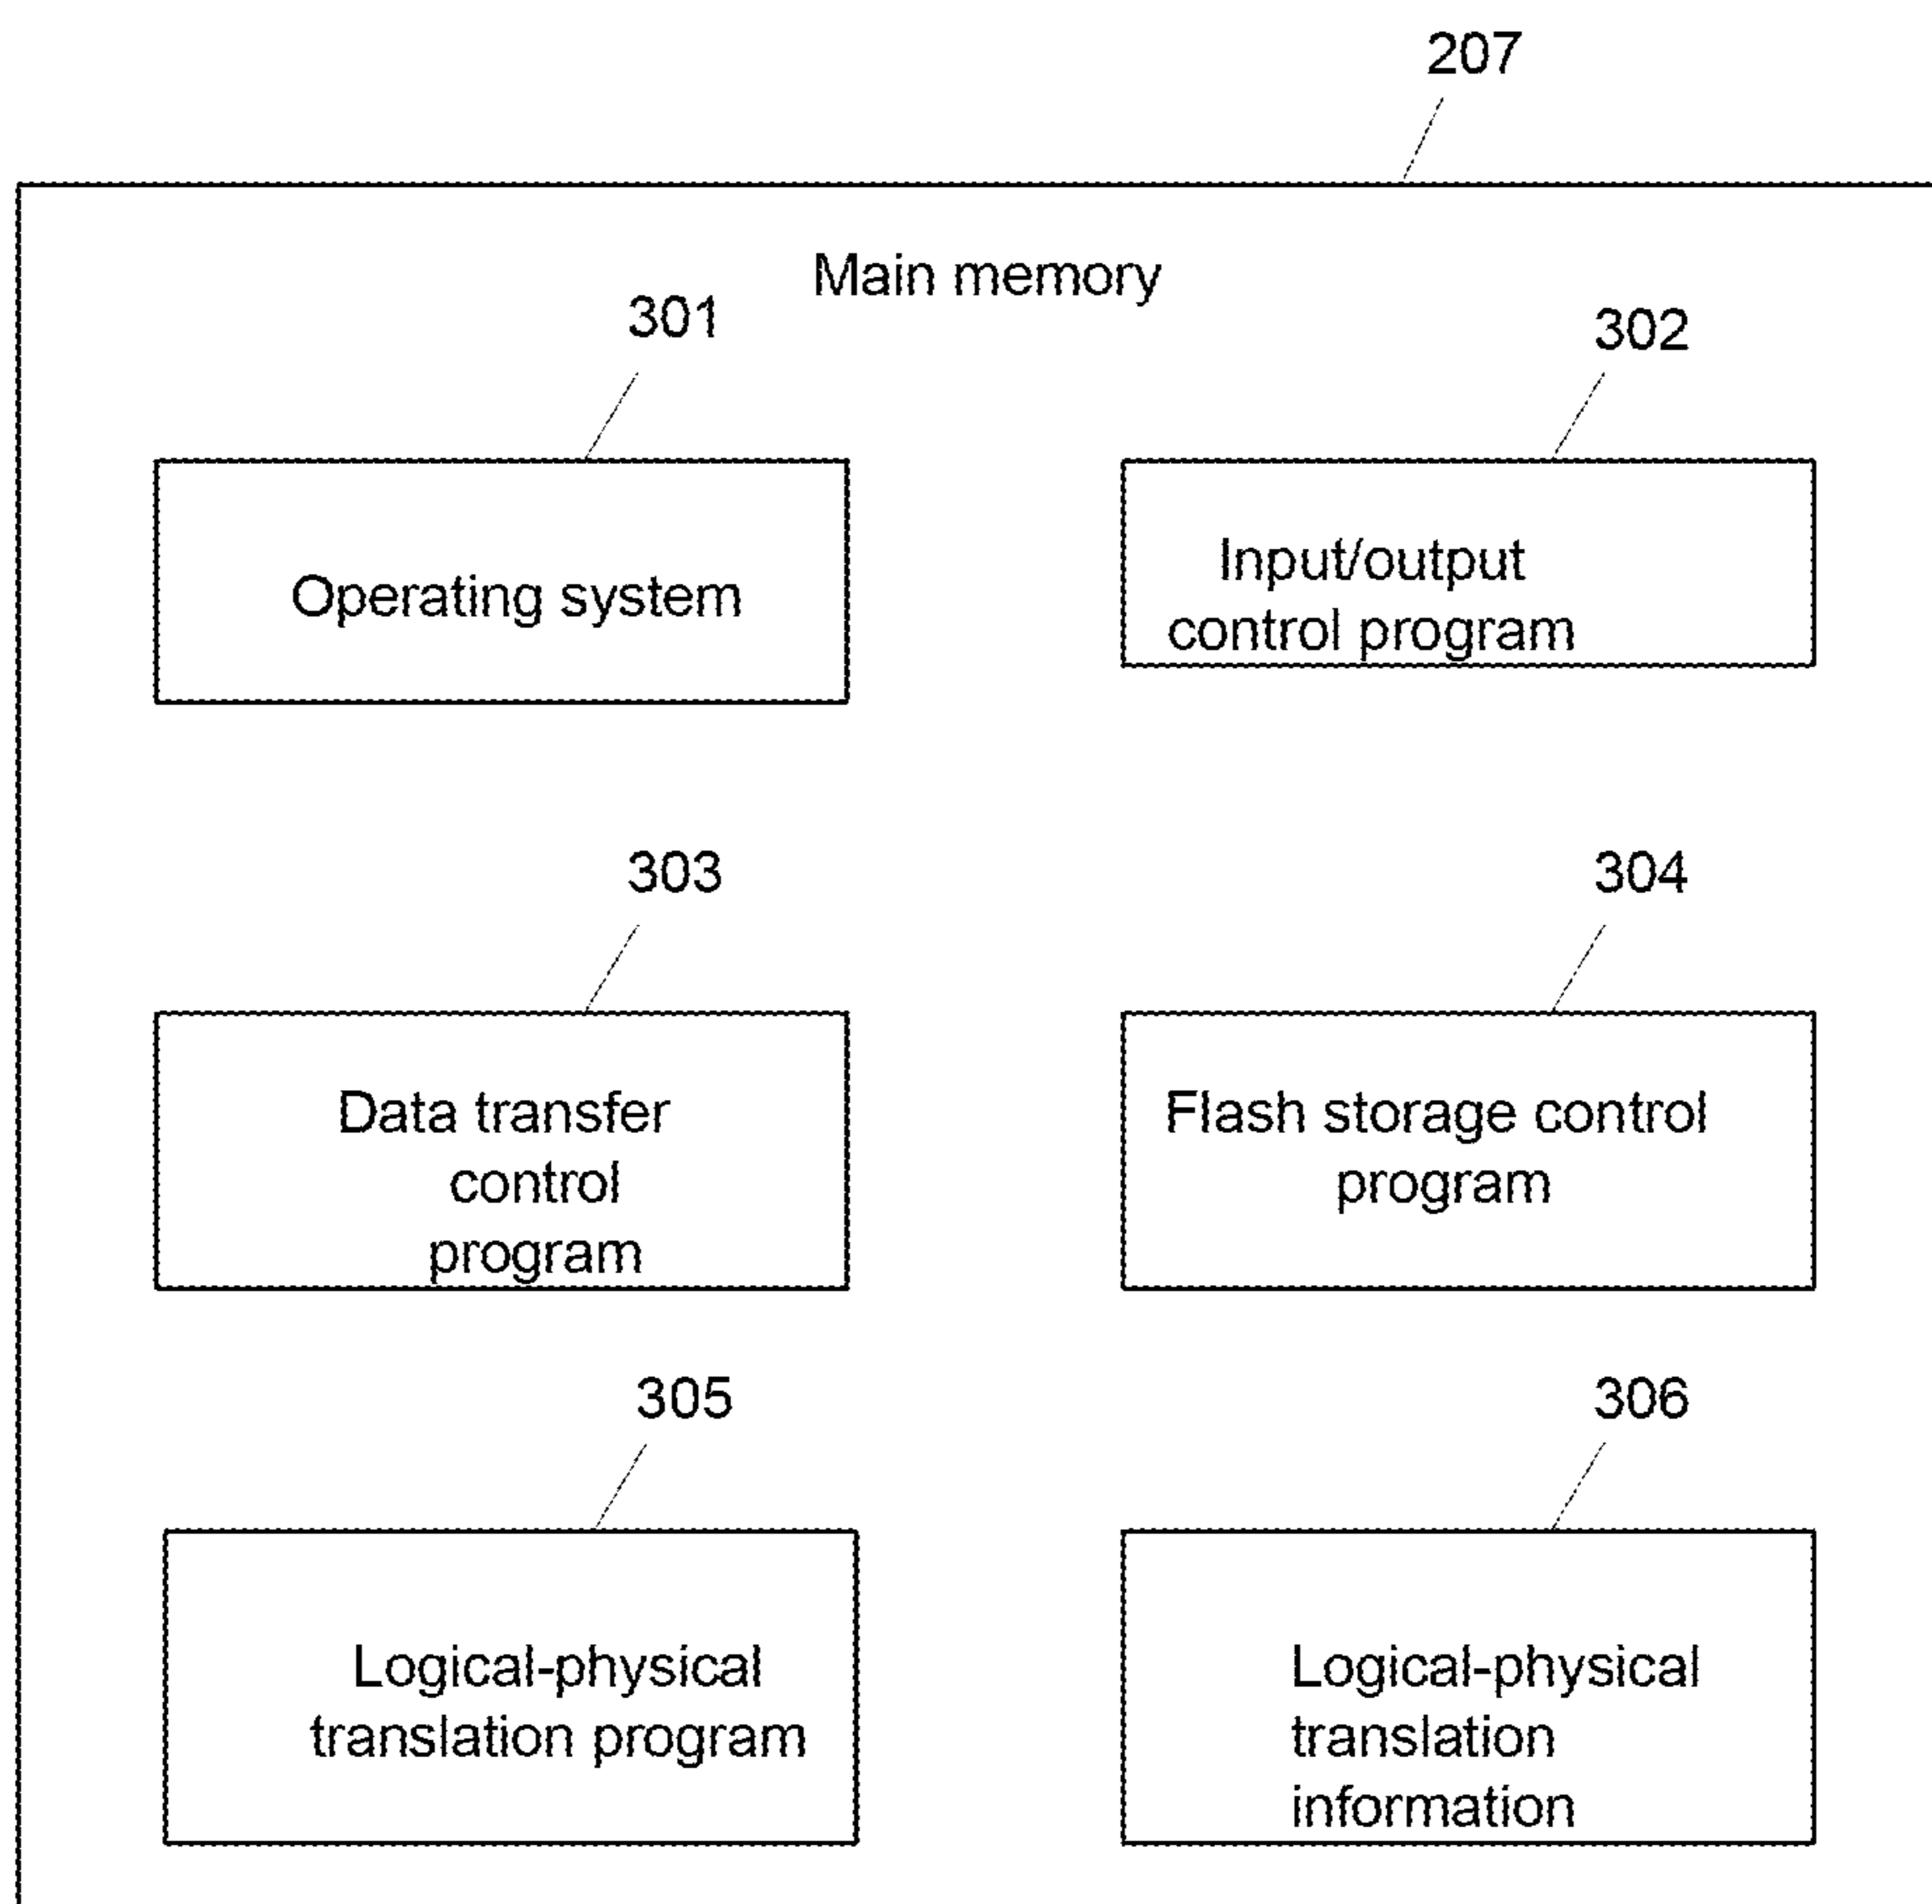 207
Main memory
301
302
Operating system
Input/output
control program
303
304
Data transfer
control
program
Flash storage control
program
305
306
Logical-physical
translation program
Logical-physical
translation
information